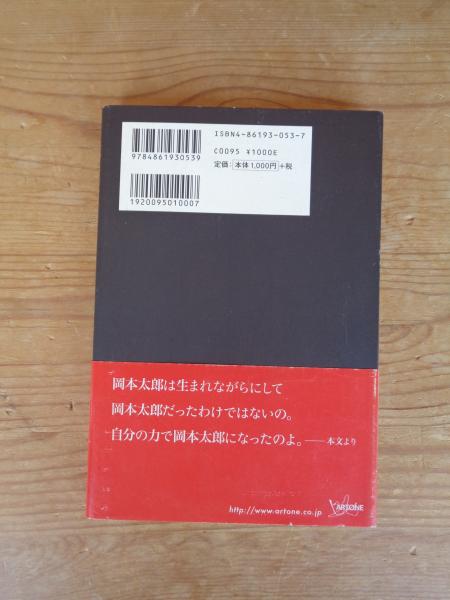 ISBN4-86193-053-7
C0095 ¥1000E
定価:本体1,000円+税
9784861930539
1920095010007
岡本太郎は生まれながらにして
岡本太郎だったわけではないの。
自分の力で岡本太郎になったのよ。——本文より
http://www.artone.co.jp
ARTONE